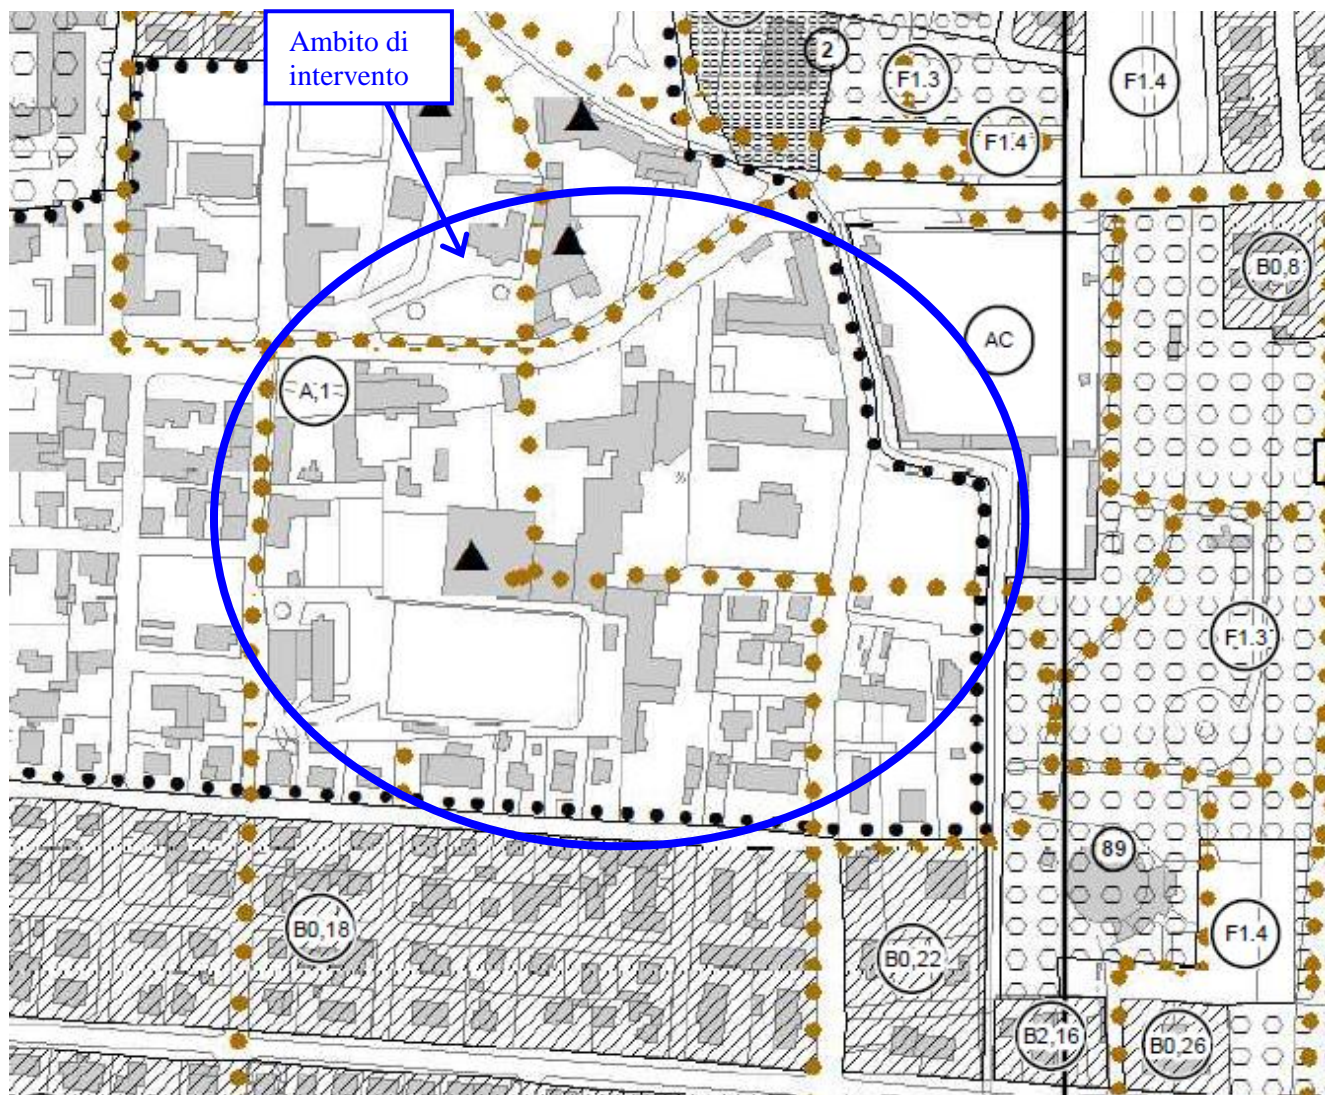 Ambito di
intervento
2
F1.3
F1.4
F1.4
B0,8
AC
A,1
F1.3
89
B0,18
F1.4
B0,22
B2,16
B0,26